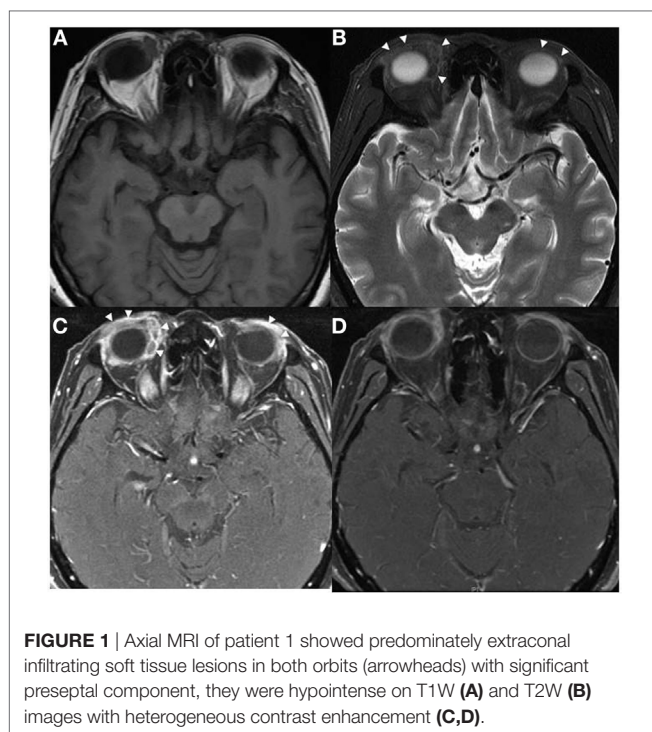 A
B
C
D
FIGURE 1 | Axial MRI of patient 1 showed predominately extraconal
infiltrating soft tissue lesions in both orbits (arrowheads) with significant
preseptal component, they were hypointense on T1W (A) and T2W (B)
images with heterogeneous contrast enhancement (C,D).